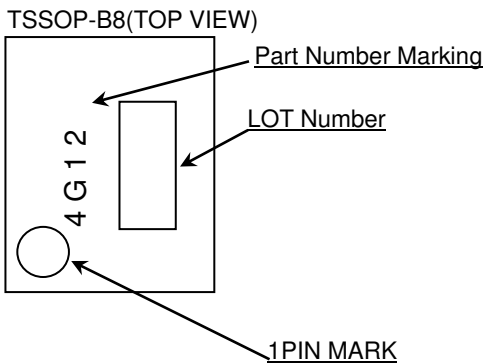 TSSOP-B8(TOP VIEW)
Part Number Marking
LOT Number
4G12
1PIN MARK